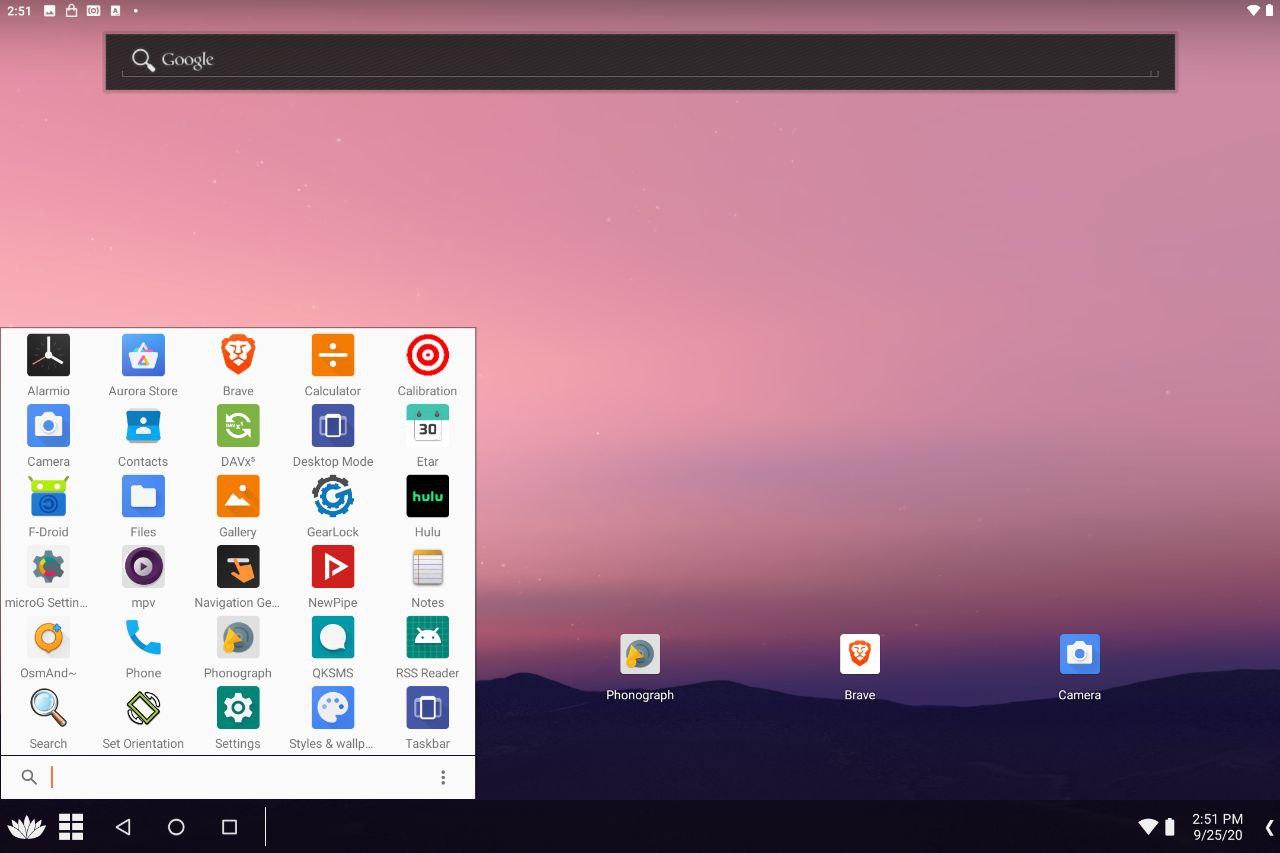 2:51
A
Google
Alarmio
Aurora Store
Brave
Calculator
Calibration
30
Camera
Contacts
DAVx⁵
Desktop Mode
Etar
hulu
F-Droid
Files
Gallery
GearLock
Hulu
microG Settin...
mpv
Navigation Ge...
NewPipe
Notes
OsmAnd~
Phone
Phonograph
QKSMS
RSS Reader
Phonograph
Brave
Camera
Search
Set Orientation
Settings
Styles & wallp...
Taskbar
2:51 PM
9/25/20